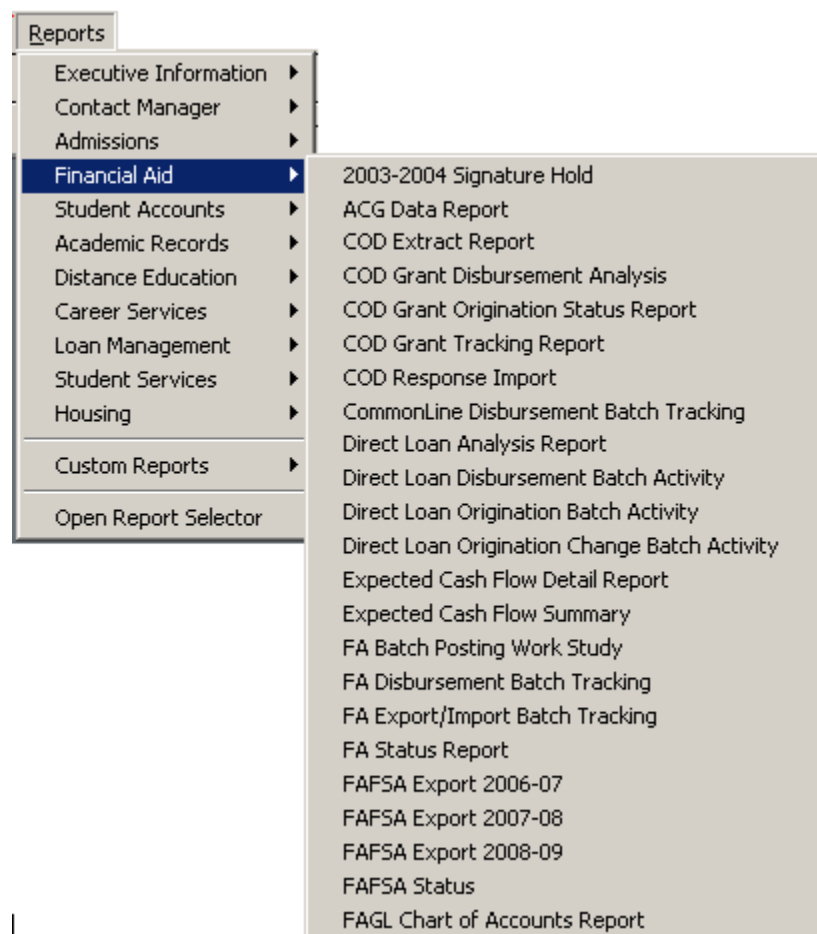 Reports
Executive Information
Contact Manager
Admissions
Financial Aid
Student Accounts
Academic Records
Distance Education
Career Services
Loan Management
Student Services
Housing
Custom Reports
Open Report Selector
2003-2004 Signature Hold
ACG Data Report
COD Extract Report
COD Grant Disbursement Analysis
COD Grant Origination Status Report
COD Grant Tracking Report
COD Response Import
CommonLine Disbursement Batch Tracking
Direct Loan Analysis Report
Direct Loan Disbursement Batch Activity
Direct Loan Origination Batch Activity
Direct Loan Origination Change Batch Activity
Expected Cash Flow Detail Report
Expected Cash Flow Summary
FA Batch Posting Work Study
FA Disbursement Batch Tracking
FA Export/Import Batch Tracking
FA Status Report
FAFSA Export 2006-07
FAFSA Export 2007-08
FAFSA Export 2008-09
FAFSA Status
FAGL Chart of Accounts Report